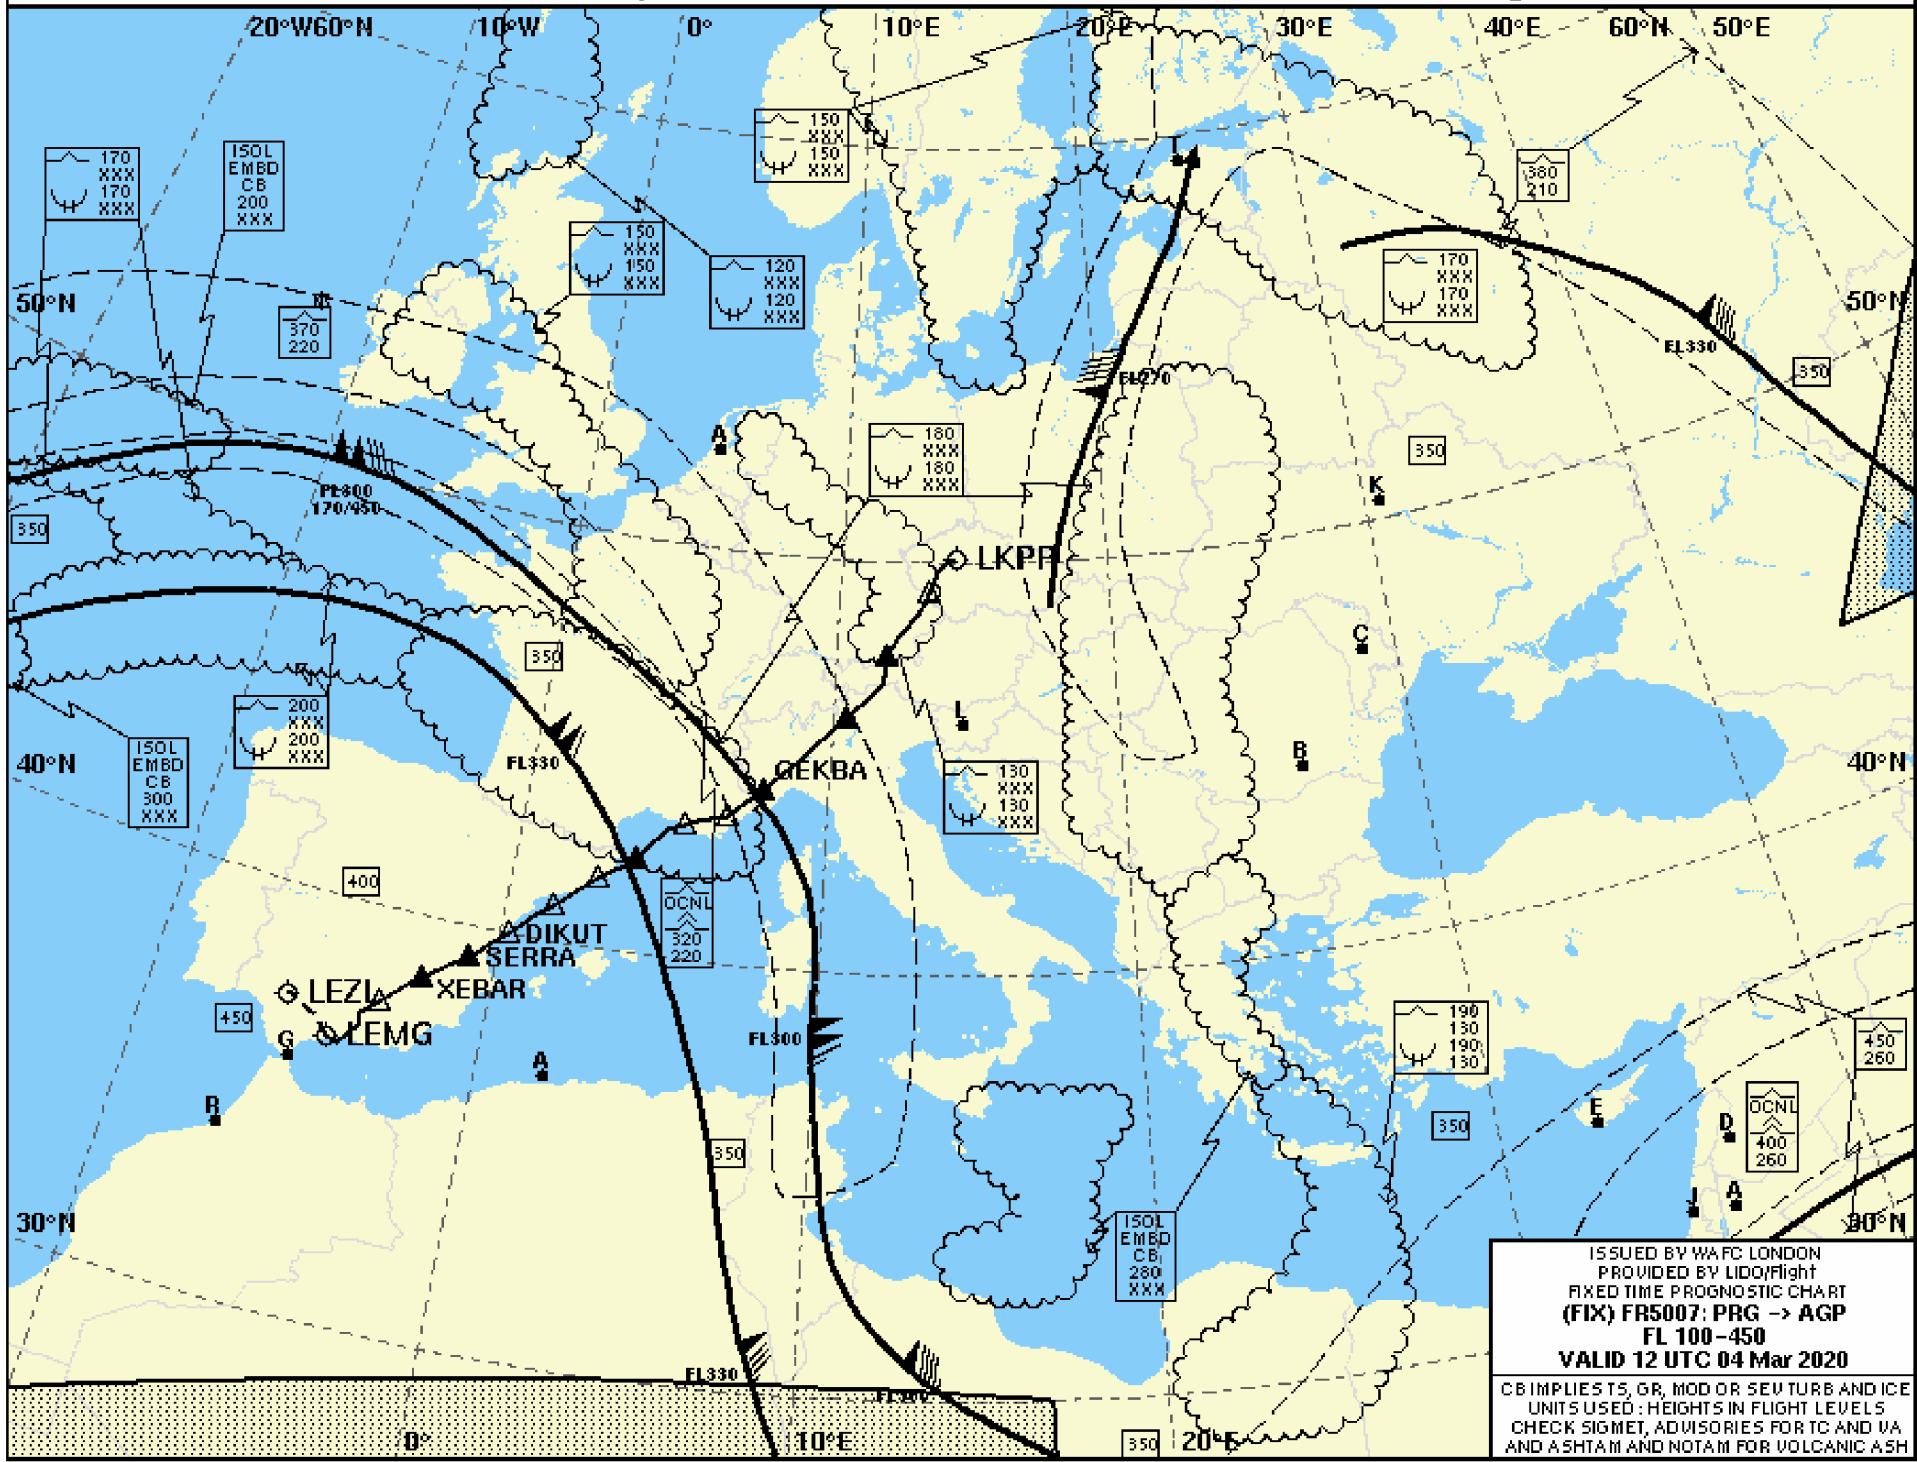 20°W60°N 10°W 0° 10°E 20°E 30°E 40°E 60°N 50°E
150
XXX
150
XXX
170
XXX
170
XXX
ISOL
EMBD
CB
200
XXX
380
210
150
XXX
150
XXX
120
XXX
120
XXX
170
XXX
170
XXX
50°N
370
220
50°N
FL330
350
FL270
A
180
XXX
180
XXX
350
K
FL300
170/450
350
LKPR
C
350
200
XXX
200
XXX
L
B
FL330
40°N
ISOL
EMBD
CB
300
XXX
GEKBA
130
XXX
130
XXX
40°N
400
OCNL
320
220
DIKUT
SERRA
XEBAR
LEZL
LEMG
450
G
A
FL300
190
130
190
130
450
260
R
350
E
D
OCNL
400
260
350
J
A
30°N
ISOL
EMBD
CB
280
XXX
30°N
FL330
0°
10°E
350
20°E
ISSUED BY WAFC LONDON
PROVIDED BY LIDO/Flight
FIXED TIME PROGNOSTIC CHART
(FIX) FR5007: PRG -> AGP
FL 100-450
VALID 12 UTC 04 Mar 2020
CB IMPLIES TS, GR, MOD OR SEV TURB AND ICE
UNITS USED : HEIGHTS IN FLIGHT LEVELS
CHECK SIGMET, ADVISORIES FOR TC AND VA
AND ASHTAM AND NOTAM FOR VOLCANIC ASH